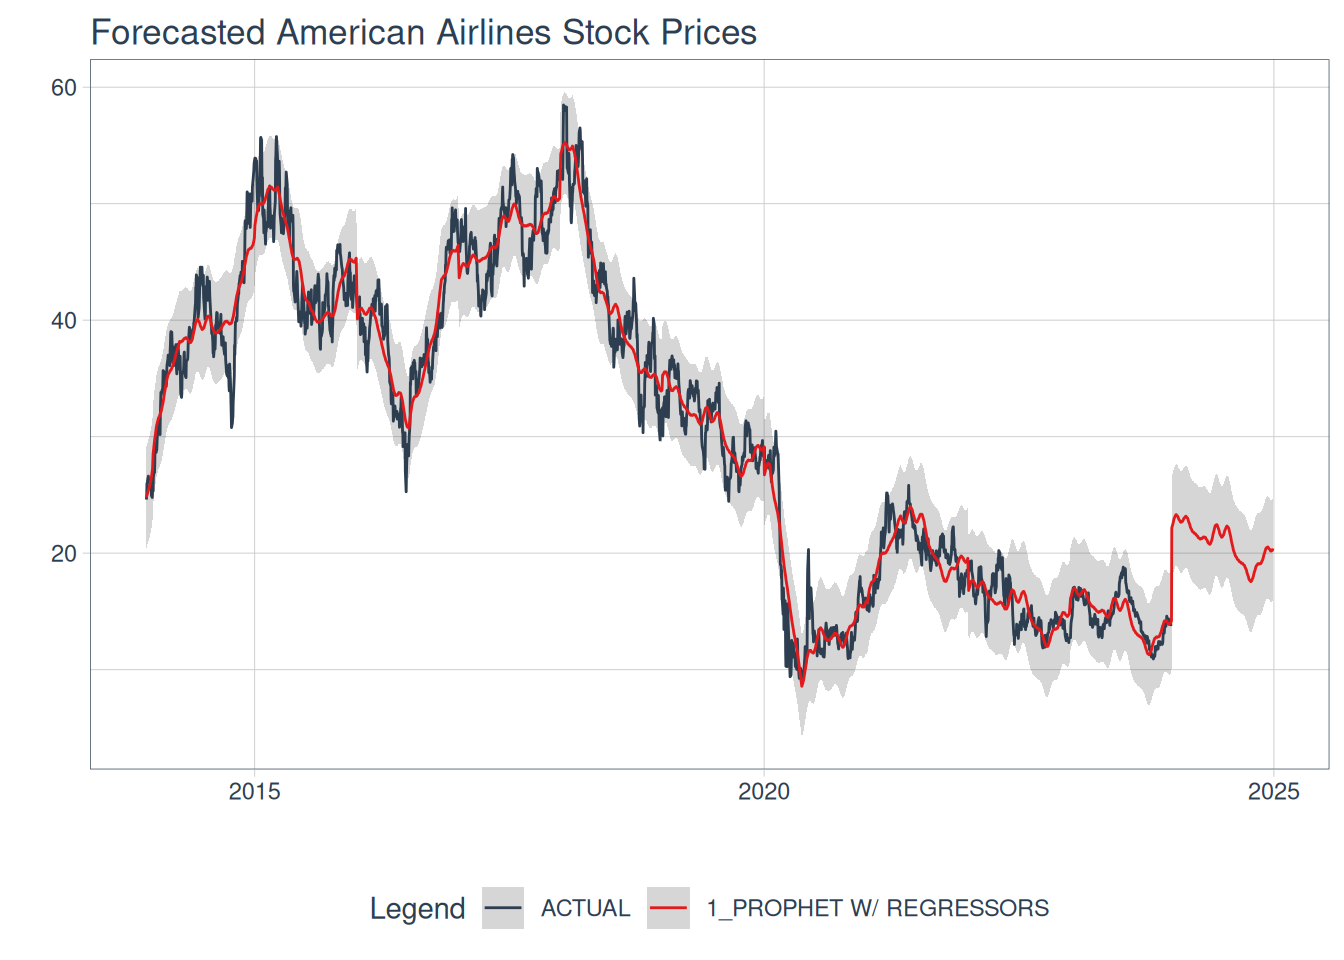 Forecasted American Airlines Stock Prices
60
40
20
2015 2020 2025
Legend ACTUAL 1_PROPHET W/ REGRESSORS